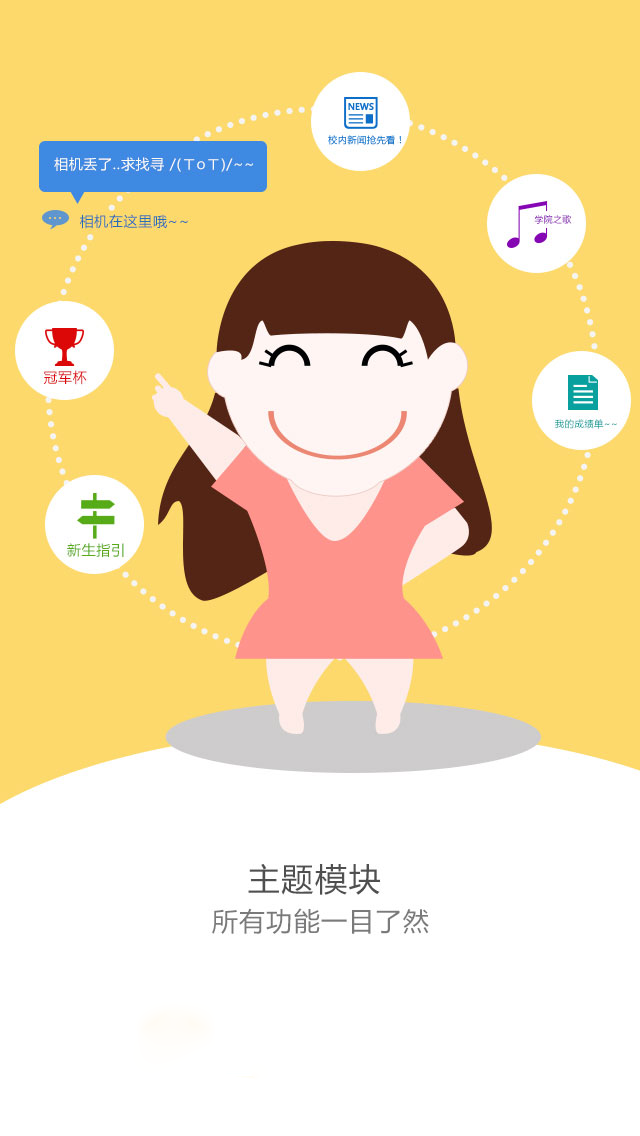 NEWS
校内新闻抢先看！
相机丢了..求找寻 /(ㄒoㄒ)/~~
相机在这里哦~~
学院之歌
冠军杯
我的成绩单~~
新生指引
主题模块
所有功能一目了然